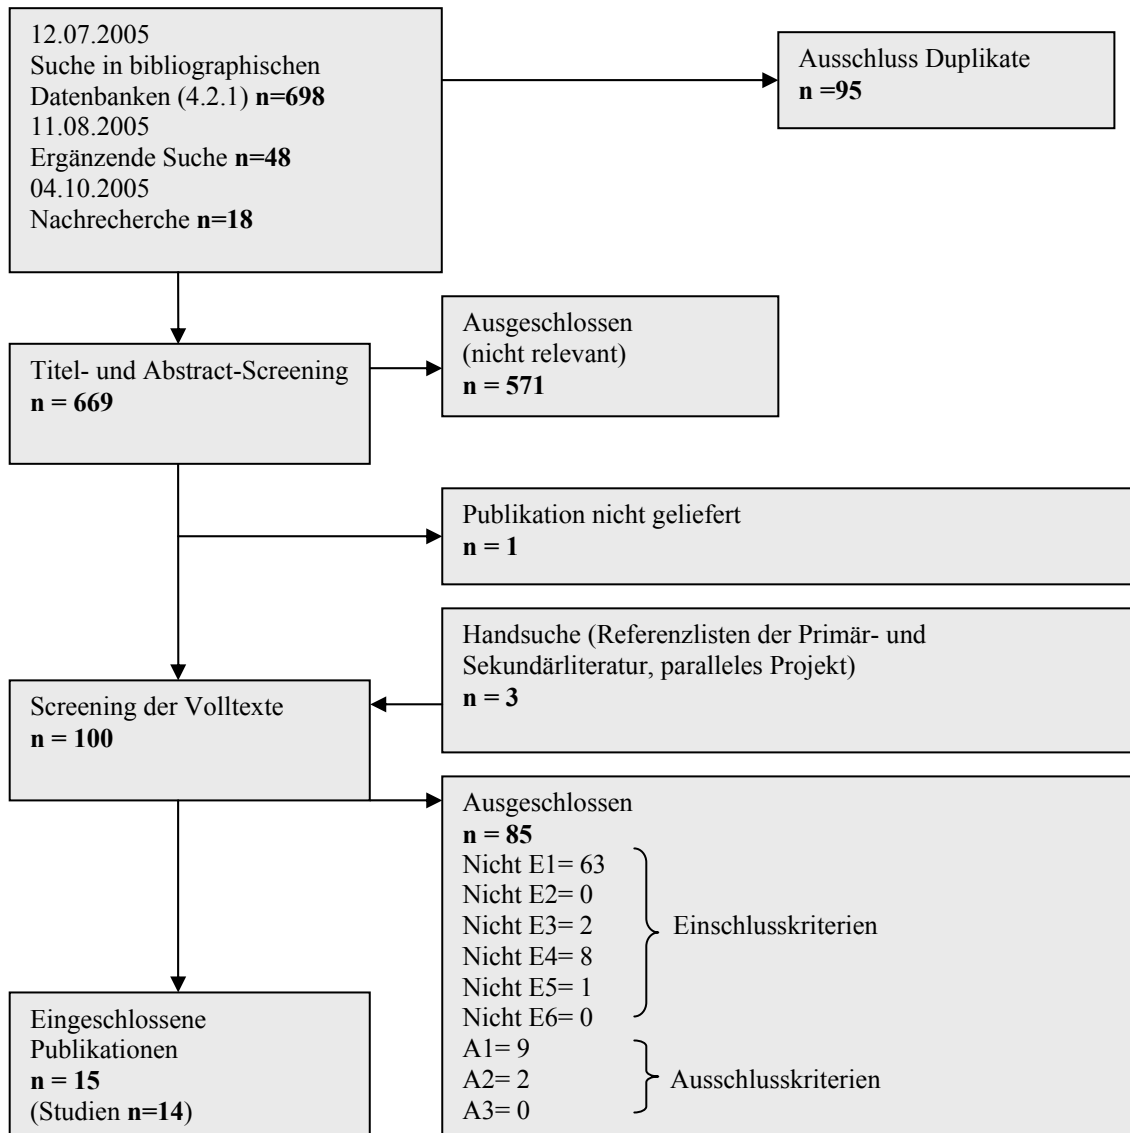 12.07.2005
Suche in bibliographischen
Datenbanken (4.2.1) n=698
11.08.2005
Ergänzende Suche n=48
04.10.2005
Nachrecherche n=18
Ausschluss Duplikate
n =95
Titel- und Abstract-Screening
n = 669
Ausgeschlossen
(nicht relevant)
n = 571
Publikation nicht geliefert
n = 1
Handsuche (Referenzlisten der Primär- und
Sekundärliteratur, paralleles Projekt)
n = 3
Screening der Volltexte
n = 100
Ausgeschlossen
n = 85
Nicht E1= 63
Nicht E2= 0
Nicht E3= 2
Nicht E4= 8
Nicht E5= 1
Nicht E6= 0
Einschlusskriterien
A1= 9
A2= 2
A3= 0
Ausschlusskriterien
Eingeschlossene
Publikationen
n = 15
(Studien n=14)